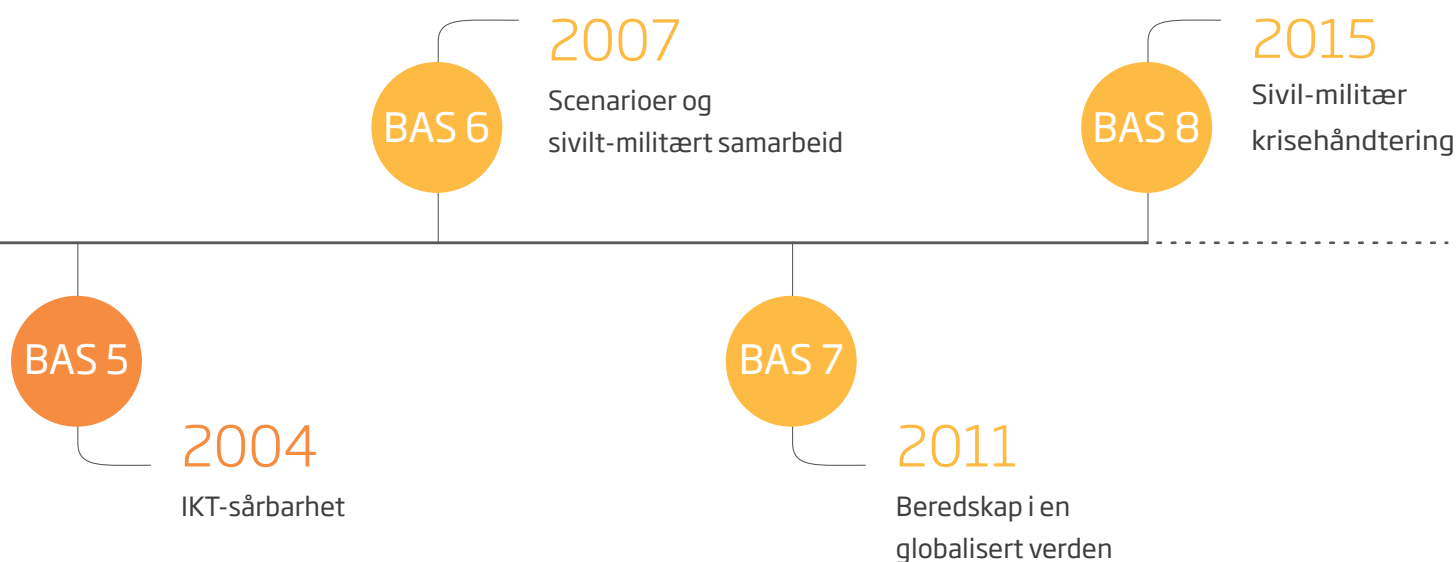 BAS 5
2004
IKT-sårbarhet
BAS 6
2007
Scenarioer og
sivilt-militært samarbeid
BAS 7
2011
Beredskap i en
globalisert verden
BAS 8
2015
Sivil-militær
krisehåndtering